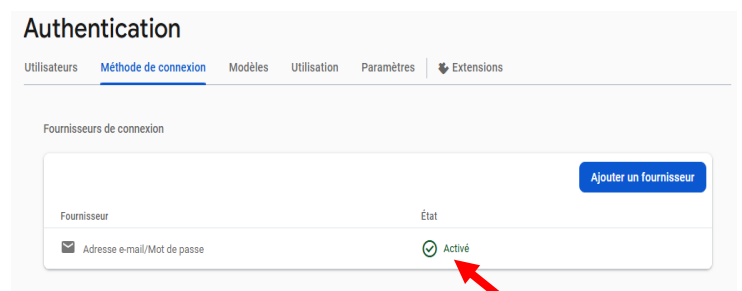 Authentication
Utilisateurs Méthode de connexion Modèles Utilisation Paramètres Extensions
Fournisseurs de connexion
Ajouter un fournisseur
Fournisseur État
Adresse e-mail/Mot de passe Activé